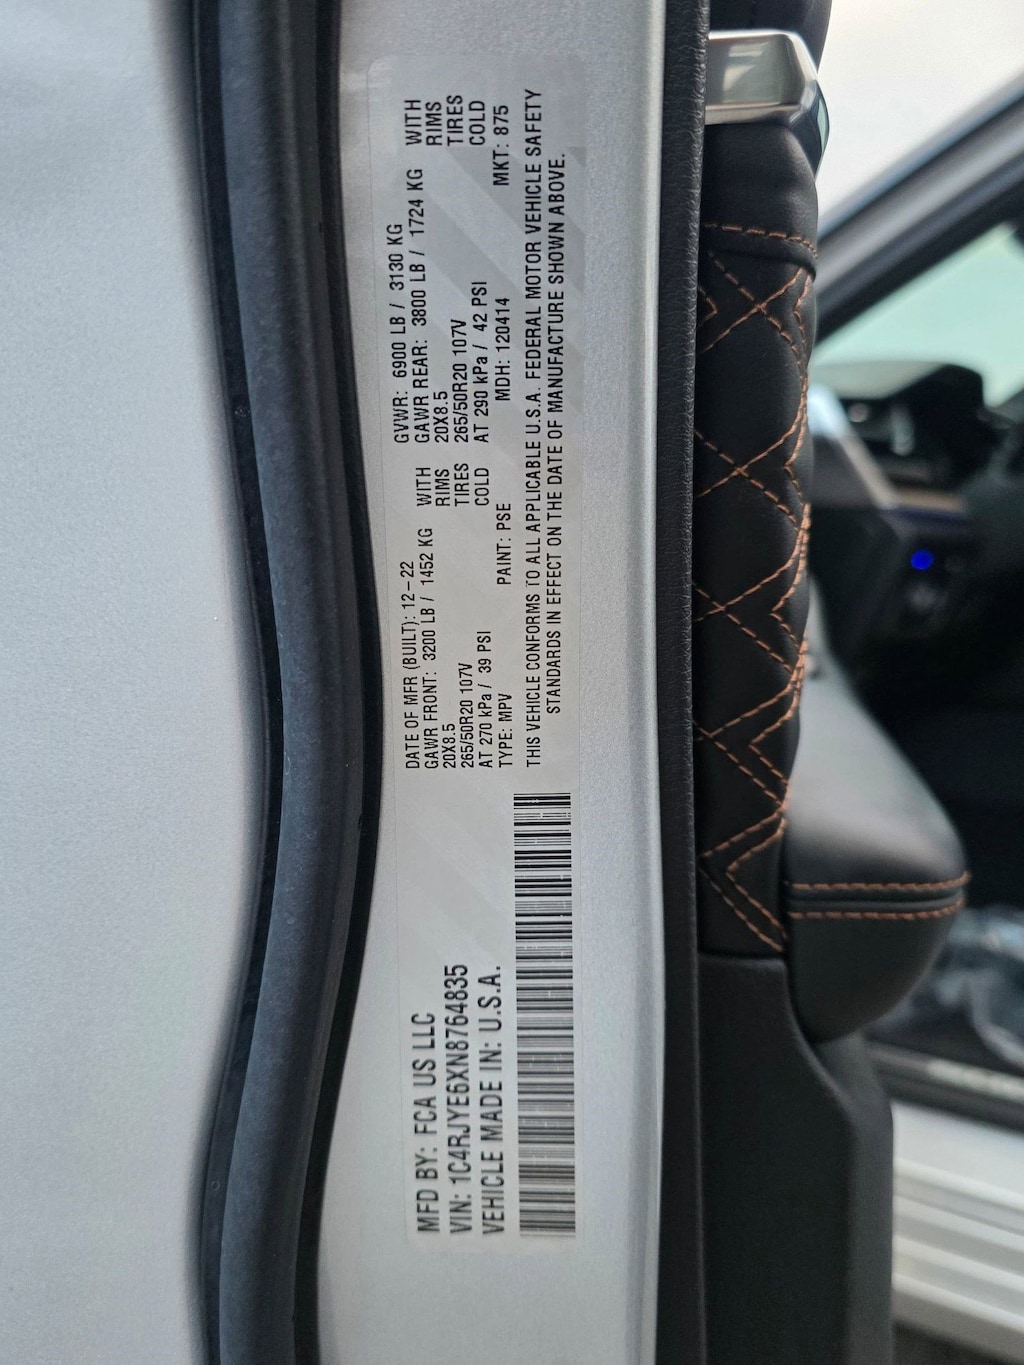 MFD BY: FCA US LLC
VIN: 1C4RJYE6XN8764835
VEHICLE MADE IN: U.S.A.
DATE OF MFR (BUILT): 12-22 GVWR: 6900 LB / 3130 KG
GAWR FRONT: 3200 LB / 1452 KG WITH GAWR REAR: 3800 LB / 1724 KG WITH
20X8.5 RIMS 20X8.5 RIMS
265/50R20 107V TIRES 265/50R20 107V TIRES
AT 270 kPa / 39 PSI COLD AT 290 kPa / 42 PSI COLD
TYPE: MPV PAINT: PSE MDH: 120414 MKT: 875
THIS VEHICLE CONFORMS TO ALL APPLICABLE U.S.A. FEDERAL MOTOR VEHICLE SAFETY
STANDARDS IN EFFECT ON THE DATE OF MANUFACTURE SHOWN ABOVE.